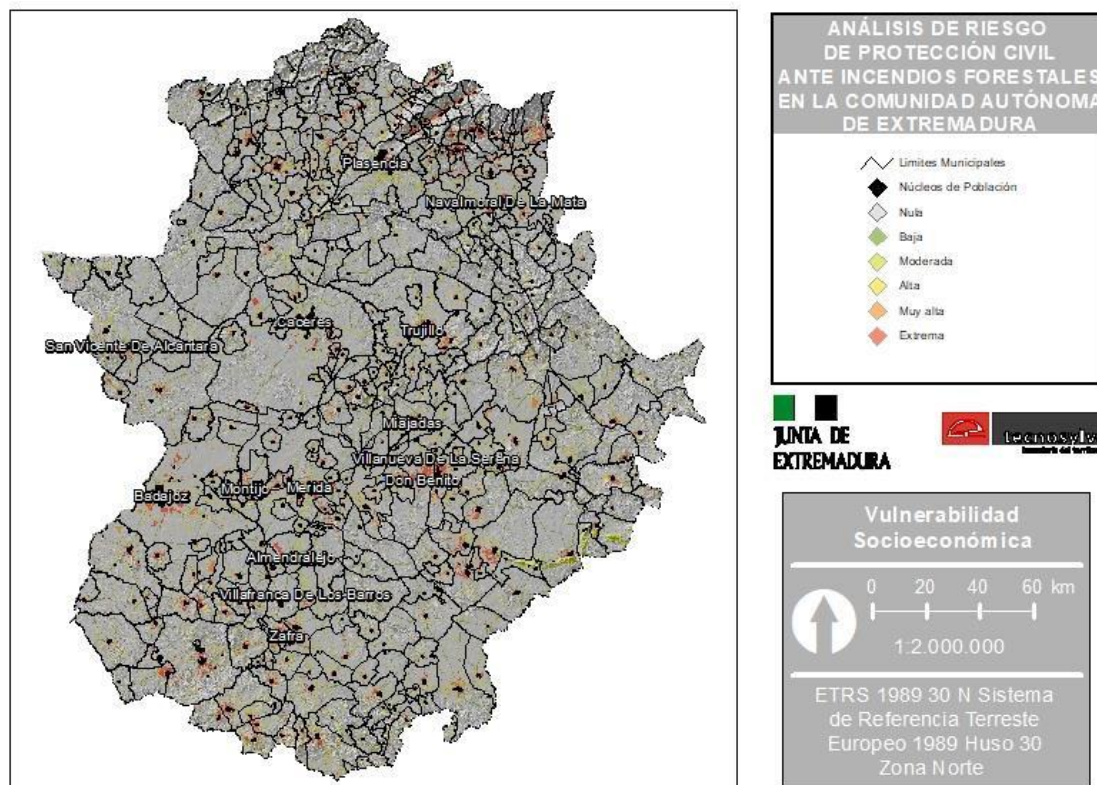 ANÁLISIS DE RIESGO
DE PROTECCIÓN CIVIL
ANTE INCENDIOS FORESTALES
EN LA COMUNIDAD AUTÓNOMA
DE EXTREMADURA
Limites Municipales
Núcleos de Población
Nula
Baja
Moderada
Alta
Muy alta
Extrema
JUNTA DE
EXTREMADURA
tecnosylv
Vulnerabilidad
Socioeconómica
0 20 40 60 km
1:2.000.000
ETRS 1989 30 N Sistema
de Referencia Terreste
Europeo 1989 Huso 30
Zona Norte
Plasencia
Navalmoral De La Mata
Caceres
Trujillo
San Vicente De Alcantara
Miajadas
Villanueva De La Serena
Don Benito
Badajoz
Montijo
Merida
Almendralejo
Villafranca De Los Barros
Zafra